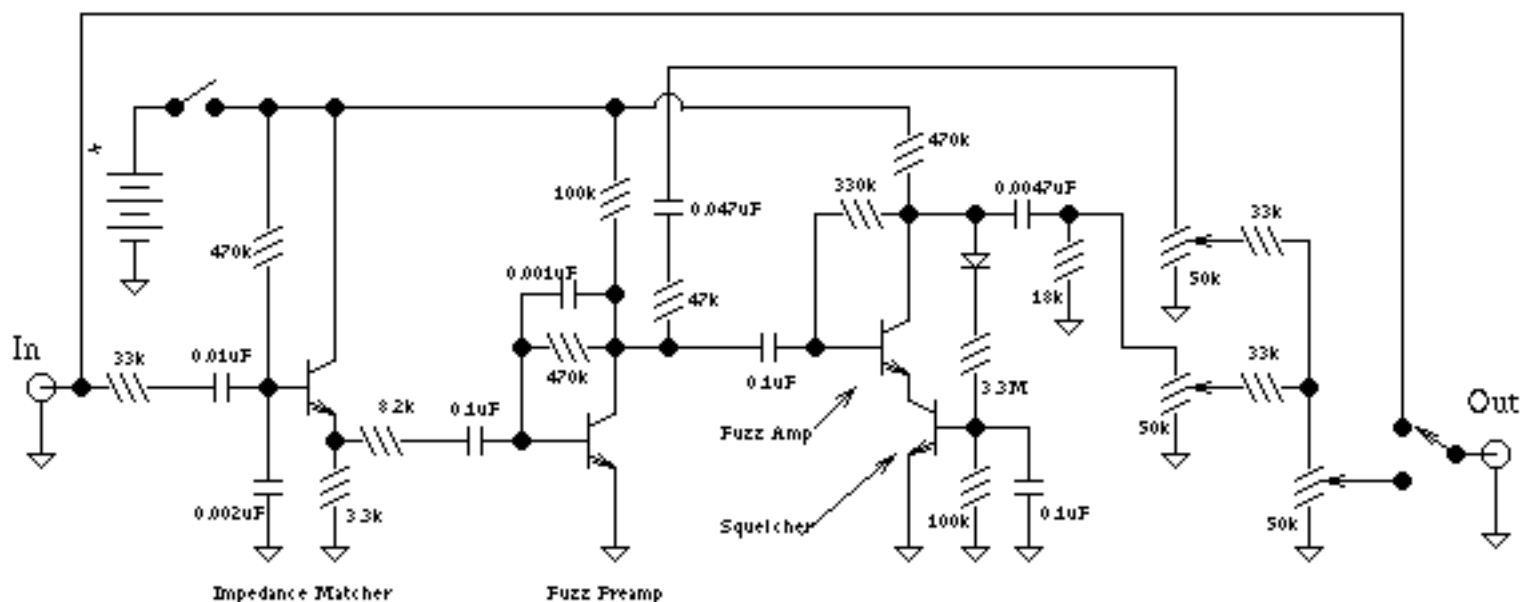 *
470k
100k
330k
0.047uF
0.0047uF
33k
470k
0.001uF
47k
18k
50k
In
33k
0.01uF
8.2k
0.1uF
470k
0.1uF
3.3M
33k
Out
Fuzz Amp
50k
0.002uF
3.3k
Squelcher
100k
0.1uF
50k
Impedance Matcher
Fuzz Preamp